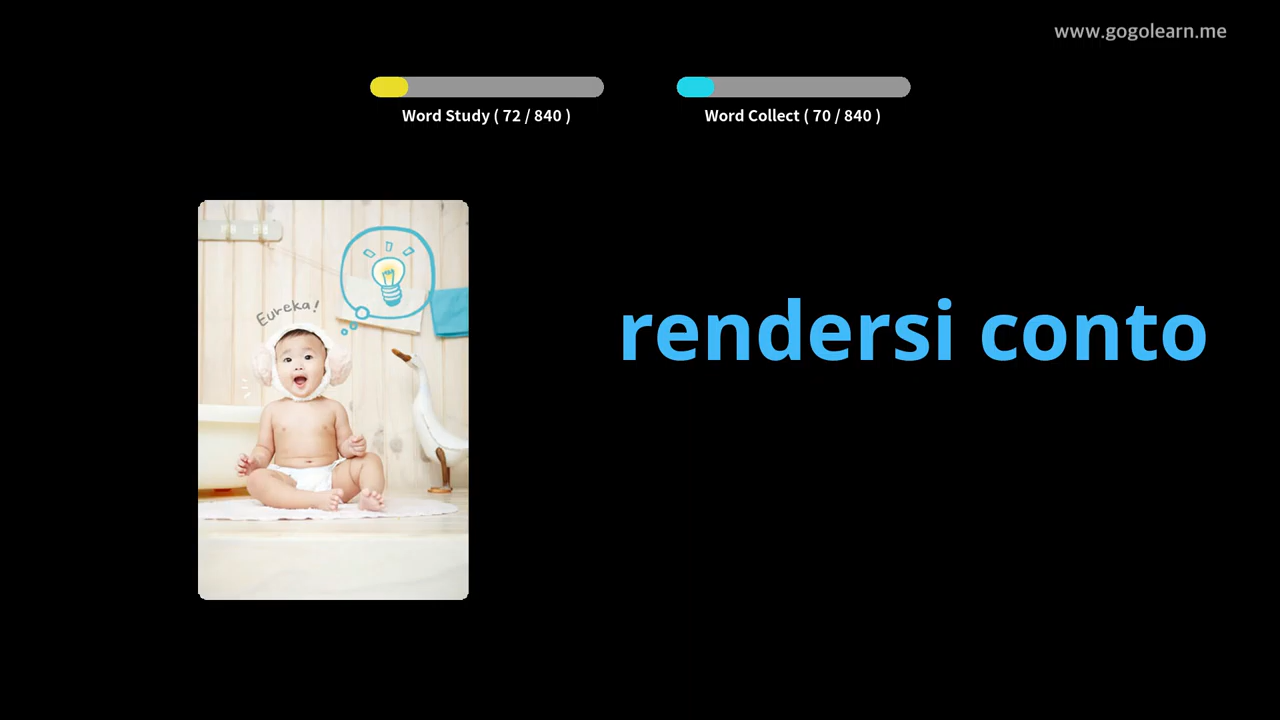 www.gogolearn.me
Word Study ( 72 / 840 )
Word Collect ( 70 / 840 )
Eureka!
rendersi conto